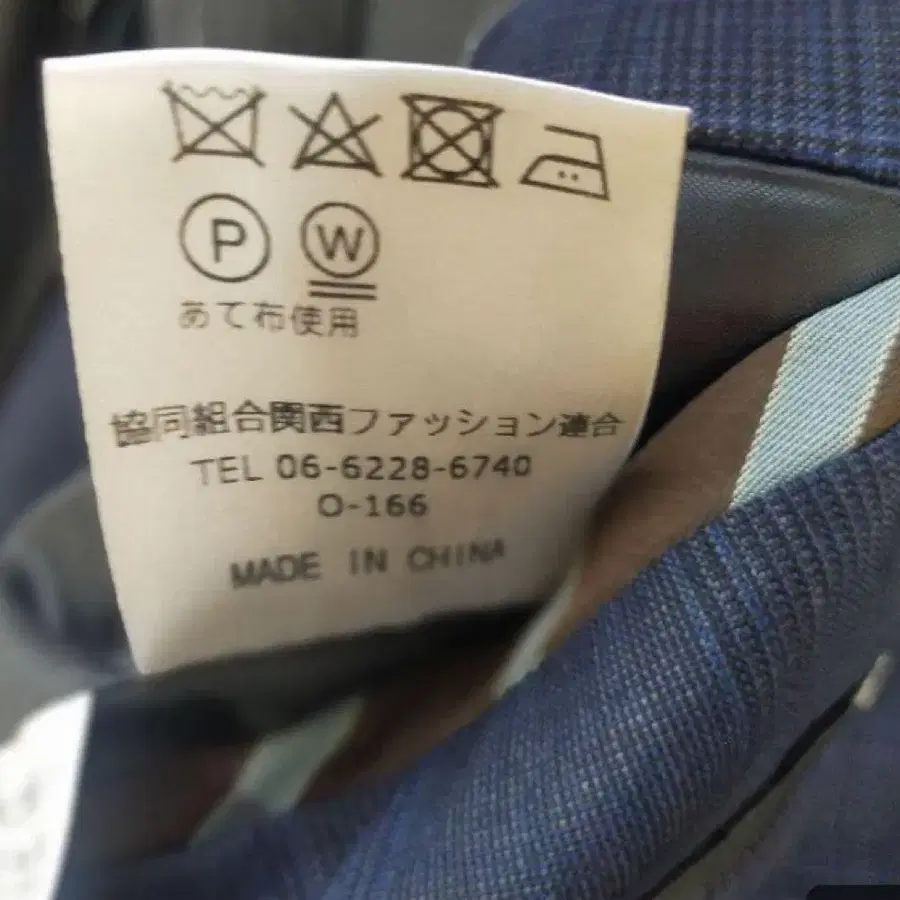 P W
あて布使用
協同組合関西ファッション連合
TEL 06-6228-6740
O-166
MADE IN CHINA